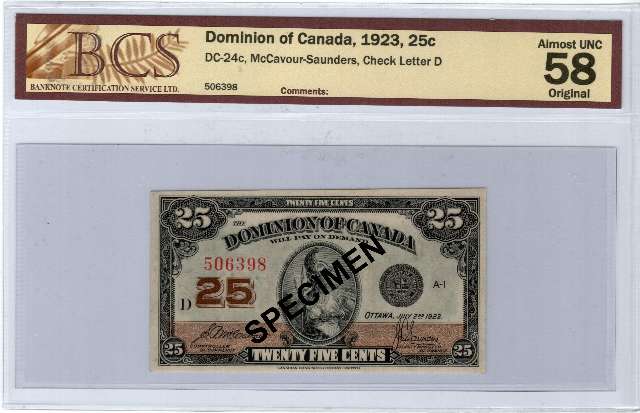 BCS
BANKNOTE CERTIFICATION SERVICE LTD.
Dominion of Canada, 1923, 25c
DC-24c, McCavour-Saunders, Check Letter D
506398
Comments:
Almost UNC
58
Original
TWENTY FIVE CENTS
25
25
THE
DOMINION OF CANADA
WILL PAY ON DEMAND
506398
D
25
SPECIMEN
A-1
OTTAWA, JULY 2ND 1923.
25
TWENTY FIVE CENTS
25